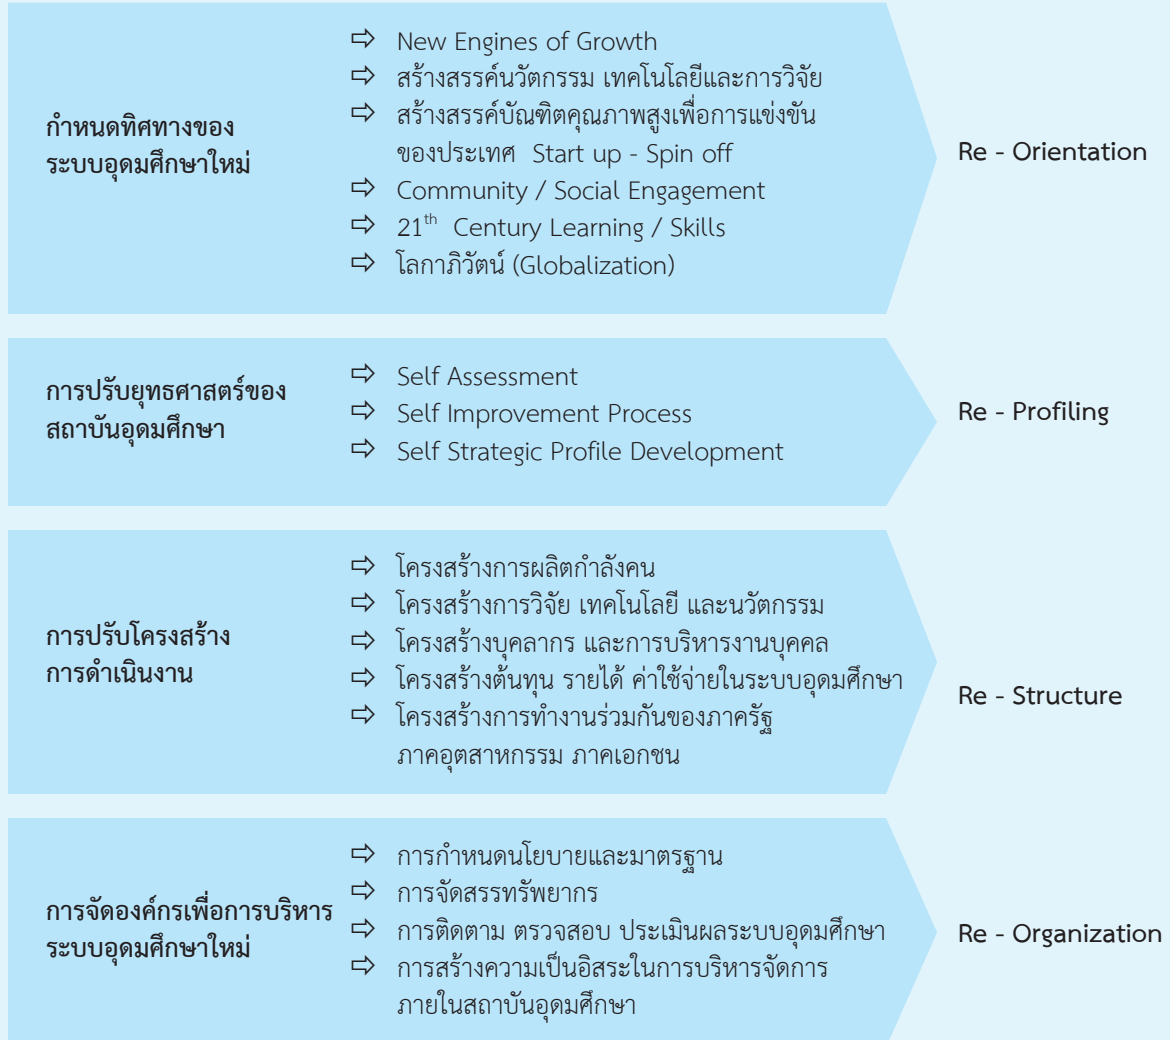 กำหนดทิศทางของ
ระบบอุดมศึกษาใหม่
⇨ New Engines of Growth
⇨ สร้างสรรค์นวัตกรรม เทคโนโลยีและการวิจัย
⇨ สร้างสรรค์บัณฑิตคุณภาพสูงเพื่อการแข่งขัน
ของประเทศ Start up - Spin off
⇨ Community / Social Engagement
⇨ 21th Century Learning / Skills
⇨ โลกาภิวัตน์ (Globalization)
Re - Orientation
การปรับยุทธศาสตร์ของ
สถาบันอุดมศึกษา
⇨ Self Assessment
⇨ Self Improvement Process
⇨ Self Strategic Profile Development
Re - Profiling
การปรับโครงสร้าง
การดำเนินงาน
⇨ โครงสร้างการผลิตกำลังคน
⇨ โครงสร้างการวิจัย เทคโนโลยี และนวัตกรรม
⇨ โครงสร้างบุคลากร และการบริหารงานบุคคล
⇨ โครงสร้างต้นทุน รายได้ ค่าใช้จ่ายในระบบอุดมศึกษา
⇨ โครงสร้างการทำงานร่วมกันของภาครัฐ
ภาคอุตสาหกรรม ภาคเอกชน
Re - Structure
การจัดองค์กรเพื่อการบริหาร
ระบบอุดมศึกษาใหม่
⇨ การกำหนดนโยบายและมาตรฐาน
⇨ การจัดสรรทรัพยากร
⇨ การติดตาม ตรวจสอบ ประเมินผลระบบอุดมศึกษา
⇨ การสร้างความเป็นอิสระในการบริหารจัดการ
ภายในสถาบันอุดมศึกษา
Re - Organization